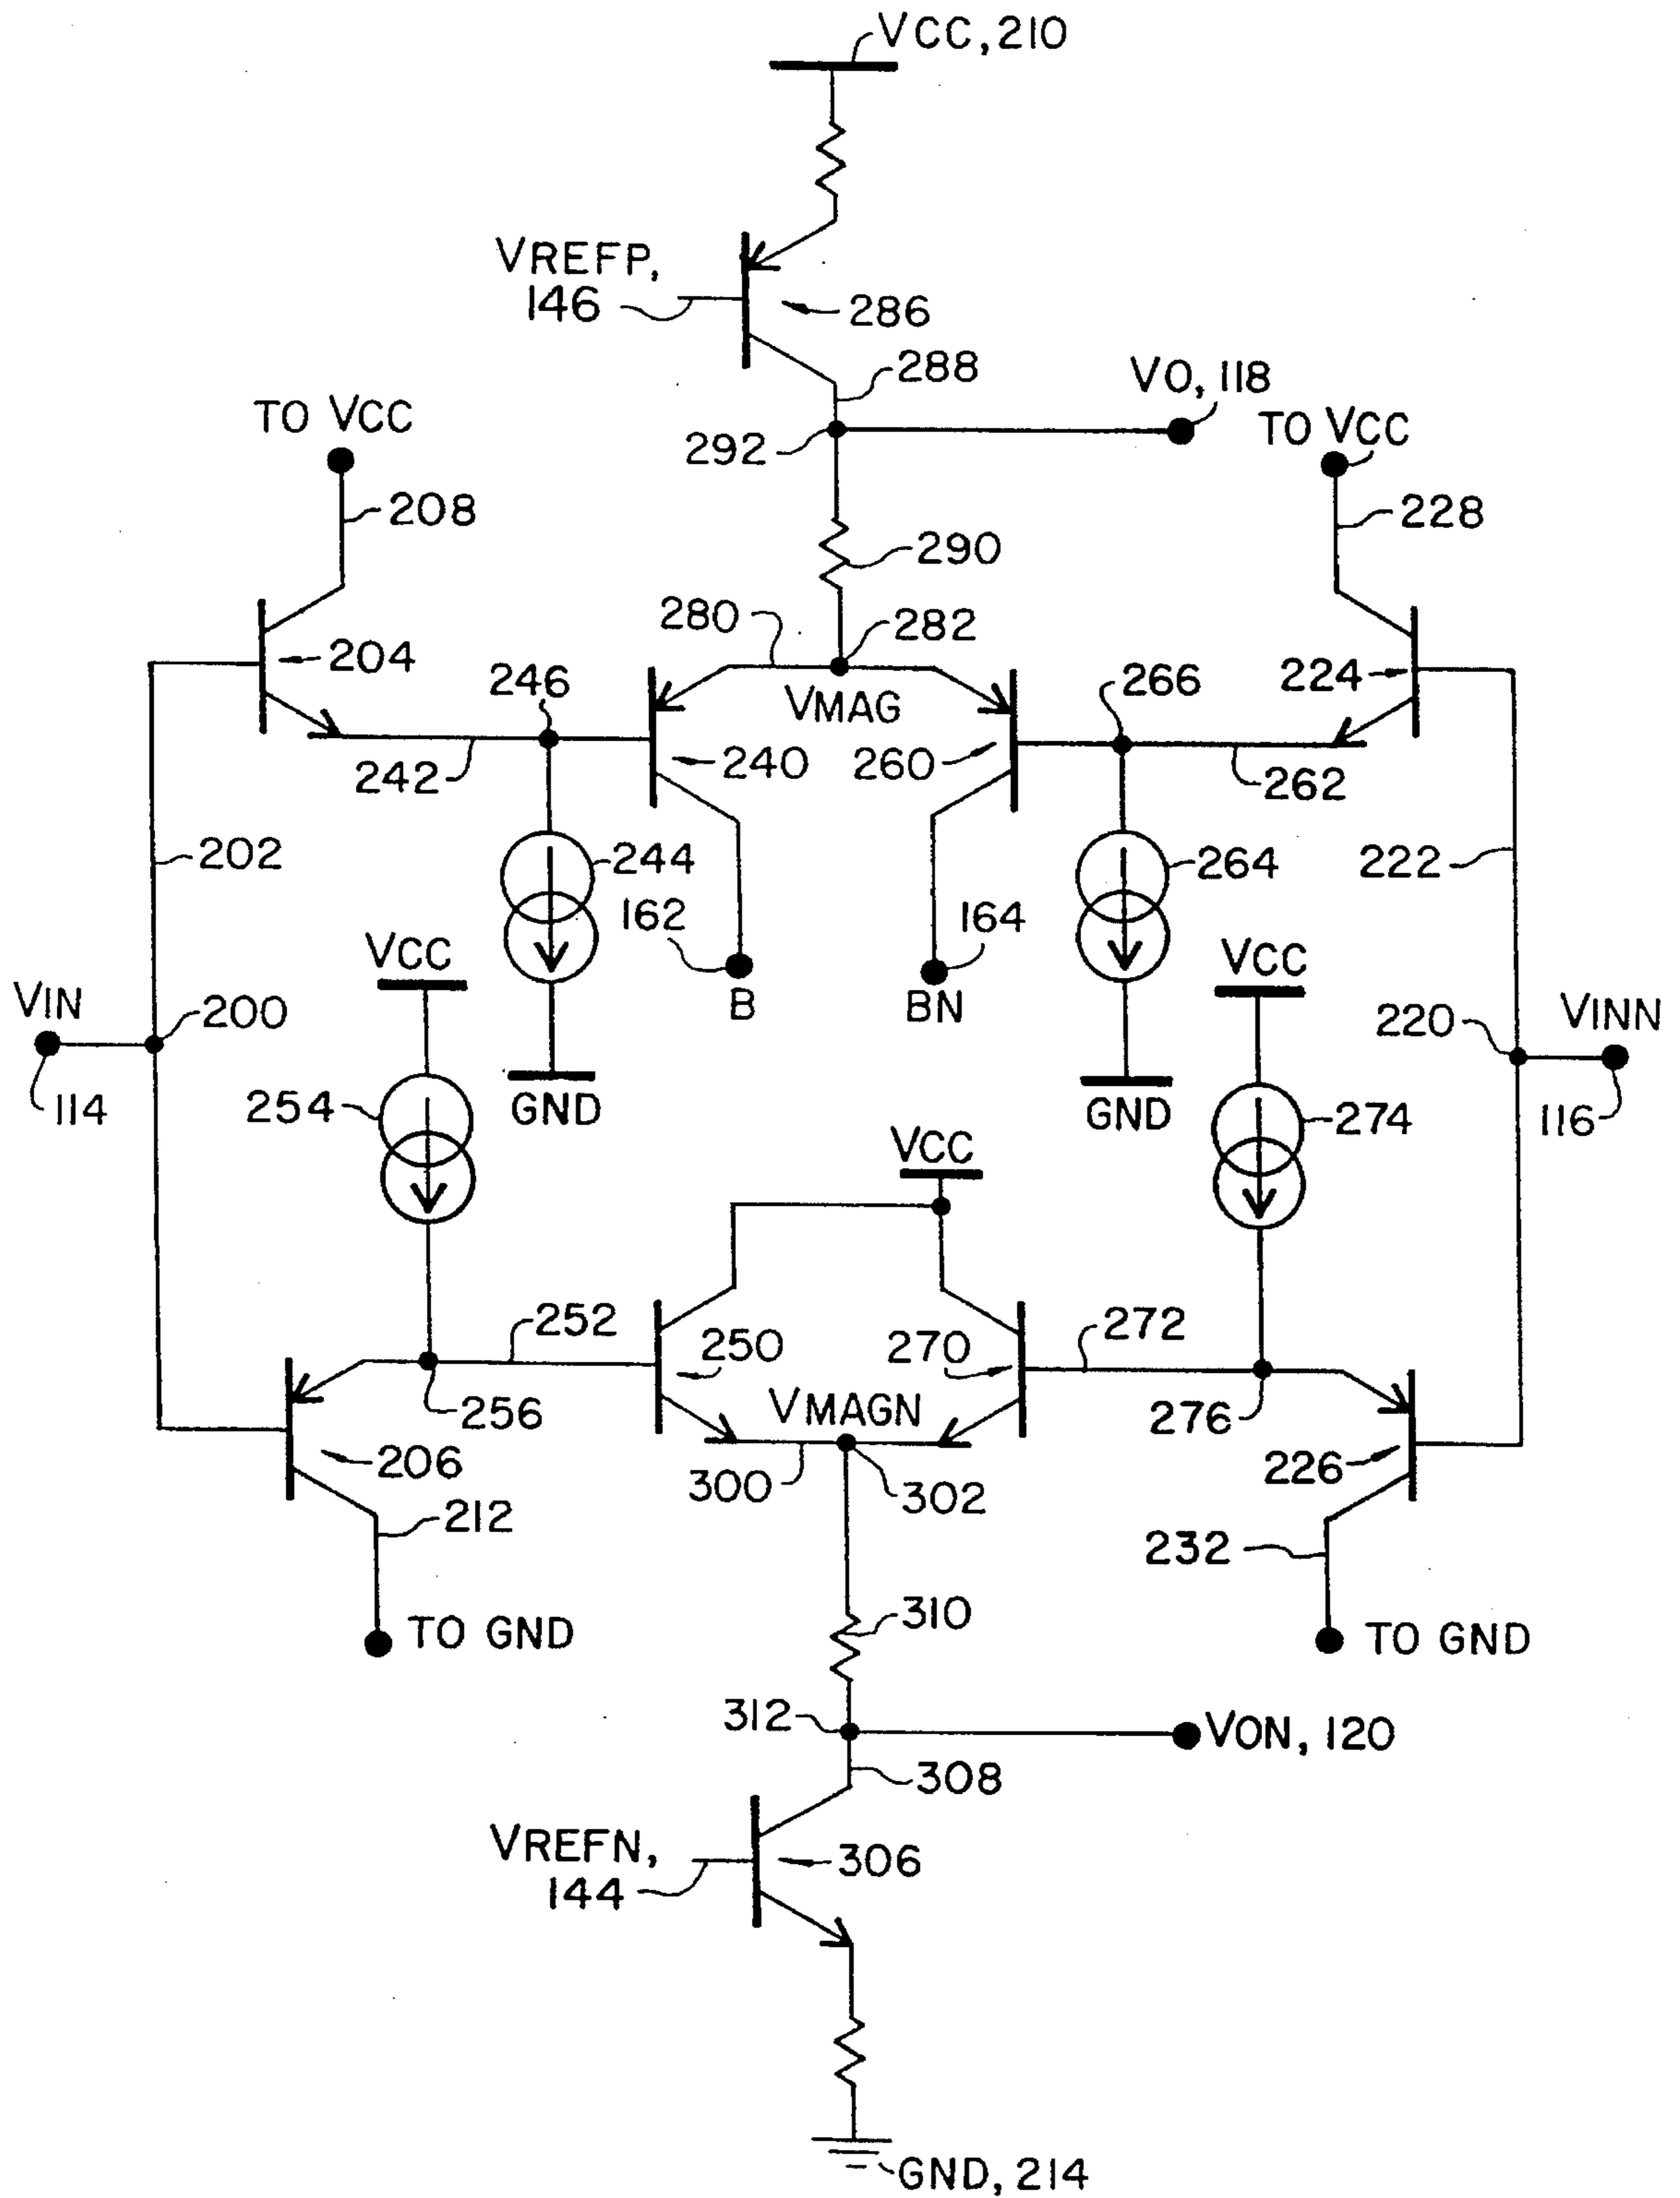 VCC, 210
VREFP,
146
286
288
VO, 118
292
TO VCC
TO VCC
208
228
290
280
282
204
246
VMAG
266
224
242
240
260
262
202
244
264
222
162
164
VCC
VCC
B
BN
VIN
200
220
VINN
114
254
GND
GND
274
116
VCC
252
250
270
272
256
VMAGN
276
206
300
302
226
212
232
TO GND
310
TO GND
312
VON, 120
308
VREFN,
144
306
GND, 214